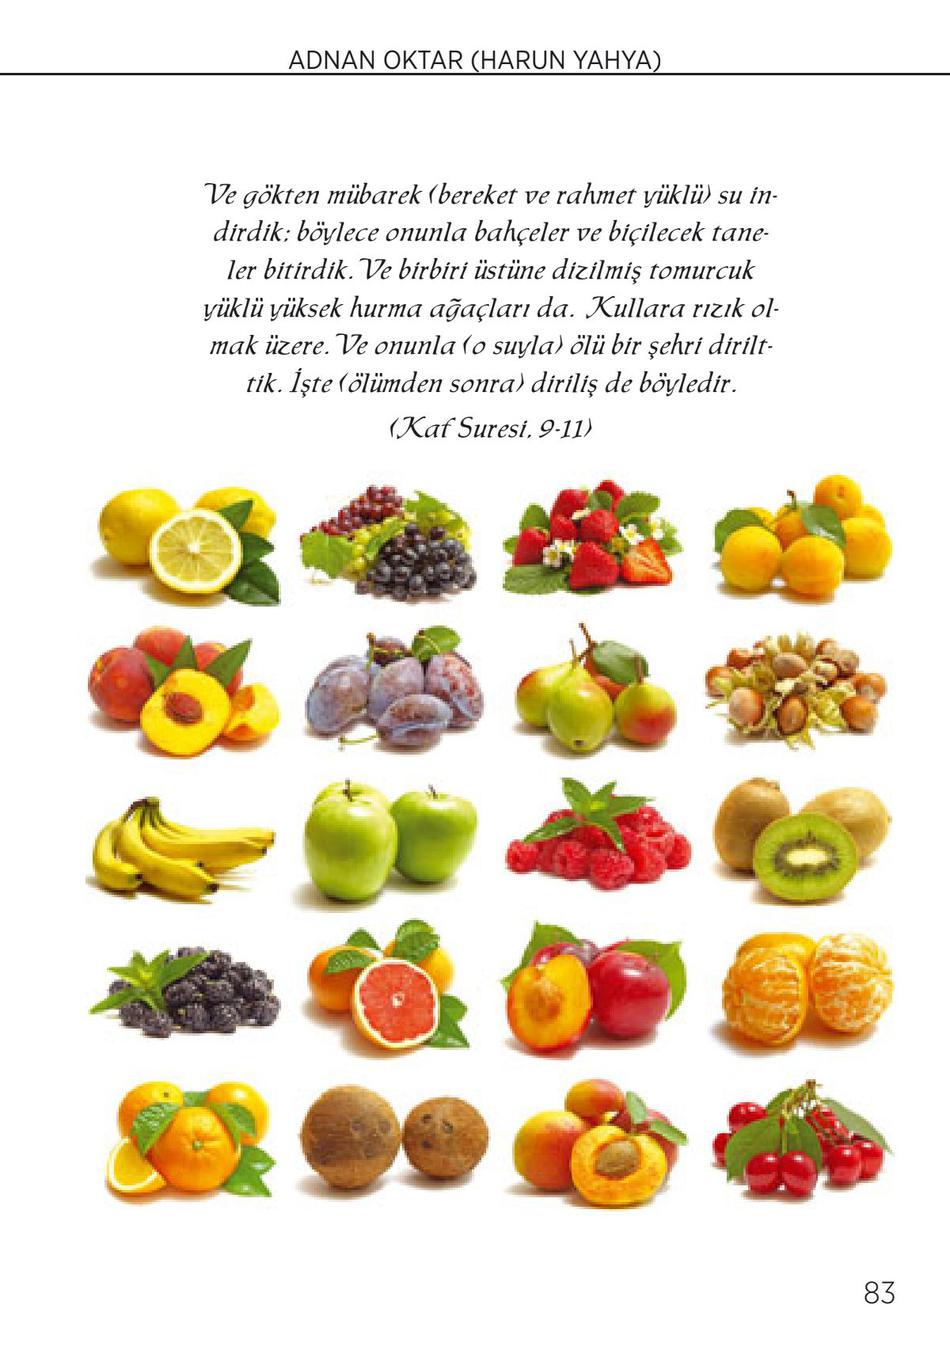 ADNAN OKTAR (HARUN YAHYA)
Ve gökten mübarek (bereket ve rahmet yüklü) su in-
dirdik; böylece onunla bahçeler ve biçilecek tane-
ler bitirdik. Ve birbiri üstüne dizilmiş tomurcuk
yüklü yüksek hurma ağaçları da. Kullara rızık ol-
mak üzere. Ve onunla (o suyla) ölü bir şehri dirilt-
tik. İşte (ölümden sonra) diriliş de böyledir.
(Kaf Suresi, 9-11)
83